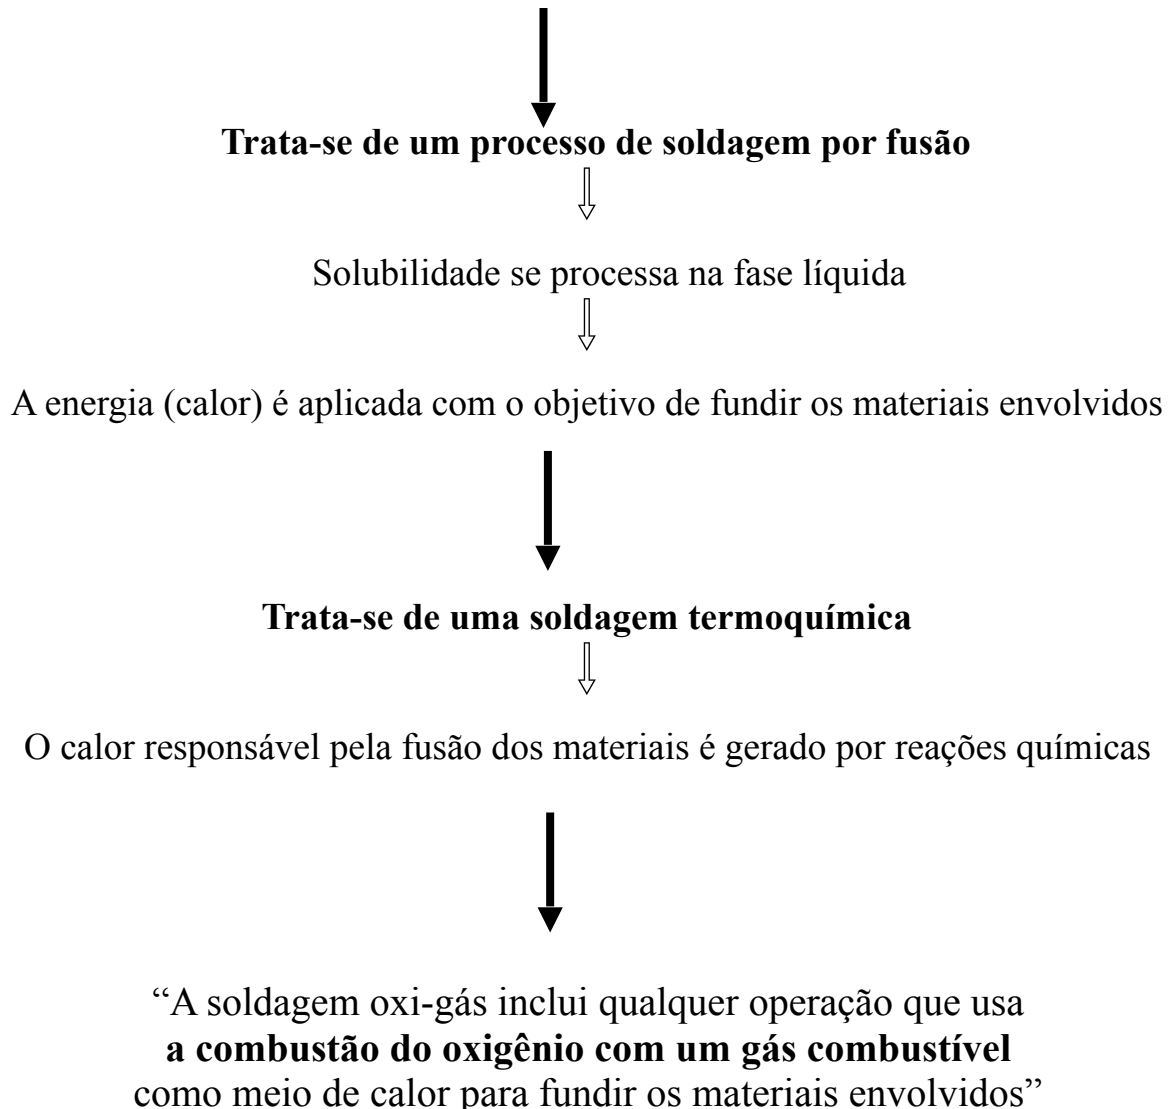 Trata-se de um processo de soldagem por fusão
Solubilidade se processa na fase líquida
A energia (calor) é aplicada com o objetivo de fundir os materiais envolvidos
Trata-se de uma soldagem termoquímica
O calor responsável pela fusão dos materiais é gerado por reações químicas
“A soldagem oxi-gás inclui qualquer operação que usa
a combustão do oxigênio com um gás combustível
como meio de calor para fundir os materiais envolvidos”